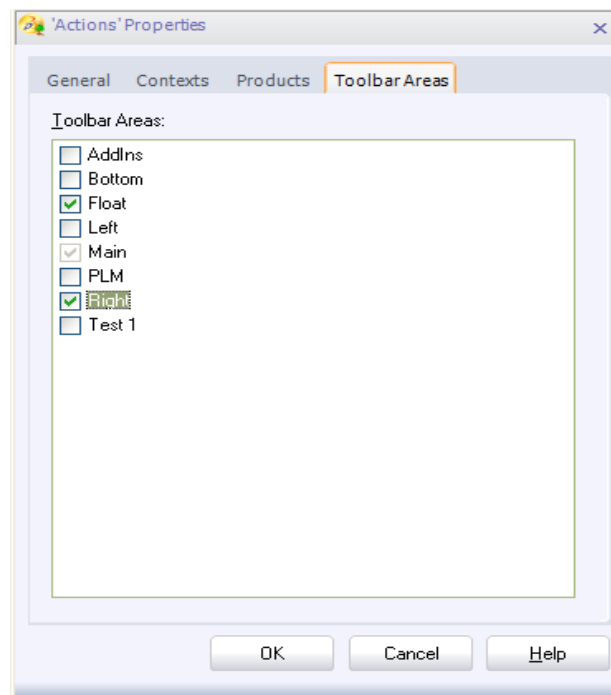 'Actions' Properties
General Contexts Products Toolbar Areas
Toolbar Areas:
AddIns
Bottom
Float
Left
Main
PLM
Right
Test 1
OK Cancel Help